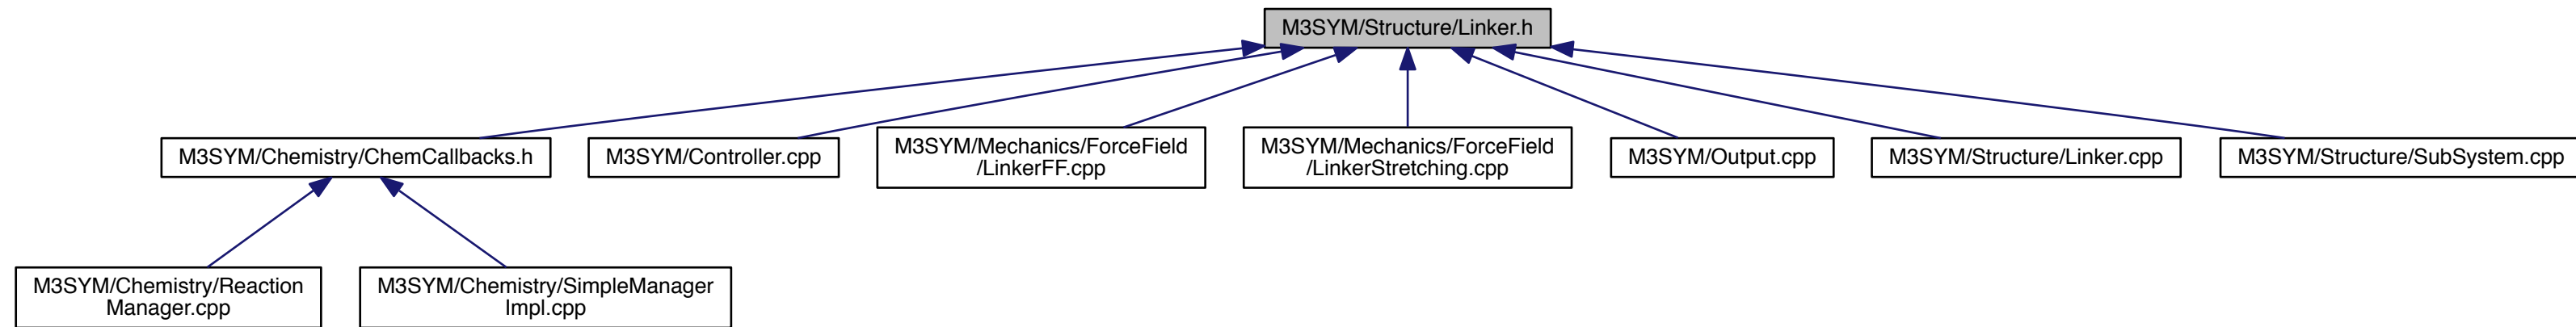 M3SYM/Structure/Linker.h
M3SYM/Chemistry/ChemCallbacks.h
M3SYM/Controller.cpp
M3SYM/Mechanics/ForceField
/LinkerFF.cpp
M3SYM/Mechanics/ForceField
/LinkerStretching.cpp
M3SYM/Output.cpp
M3SYM/Structure/Linker.cpp
M3SYM/Structure/SubSystem.cpp
M3SYM/Chemistry/Reaction
Manager.cpp
M3SYM/Chemistry/SimpleManager
Impl.cpp